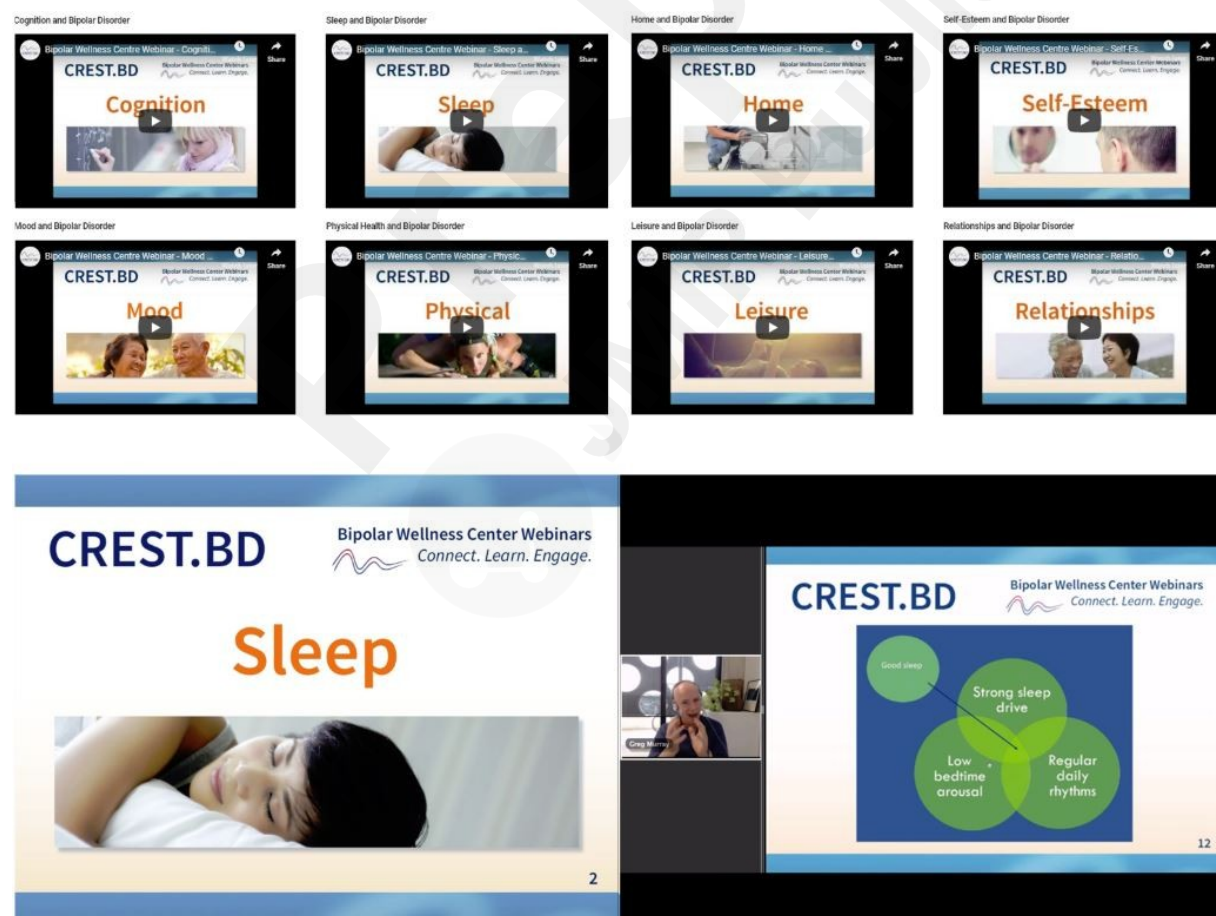 Cognition and Bipolar Disorder
Bipolar Wellness Centre Webinar - Cogniti...
Share
CREST.BD
Bipolar Wellness Center Webinars
Connect. Learn. Engage.
Cognition
Sleep and Bipolar Disorder
Bipolar Wellness Centre Webinar - Sleep a...
Share
CREST.BD
Bipolar Wellness Center Webinars
Connect. Learn. Engage.
Sleep
Home and Bipolar Disorder
Bipolar Wellness Centre Webinar - Home ...
Share
CREST.BD
Bipolar Wellness Center Webinars
Connect. Learn. Engage.
Home
Self-Esteem and Bipolar Disorder
Bipolar Wellness Centre Webinar - Self-Es...
Share
CREST.BD
Bipolar Wellness Center Webinars
Connect. Learn. Engage.
Self-Esteem
Mood and Bipolar Disorder
Bipolar Wellness Centre Webinar - Mood ...
Share
CREST.BD
Bipolar Wellness Center Webinars
Connect. Learn. Engage.
Mood
Physical Health and Bipolar Disorder
Bipolar Wellness Centre Webinar - Physic...
Share
CREST.BD
Bipolar Wellness Center Webinars
Connect. Learn. Engage.
Physical
Leisure and Bipolar Disorder
Bipolar Wellness Centre Webinar - Leisure...
Share
CREST.BD
Bipolar Wellness Center Webinars
Connect. Learn. Engage.
Leisure
Relationships and Bipolar Disorder
Bipolar Wellness Centre Webinar - Relatio...
Share
CREST.BD
Bipolar Wellness Center Webinars
Connect. Learn. Engage.
Relationships
CREST.BD
Bipolar Wellness Center Webinars
Connect. Learn. Engage.
Sleep
2
Greg Murray
CREST.BD
Bipolar Wellness Center Webinars
Connect. Learn. Engage.
Good sleep
Strong sleep
drive
Low
bedtime
arousal
Regular
daily
rhythms
12